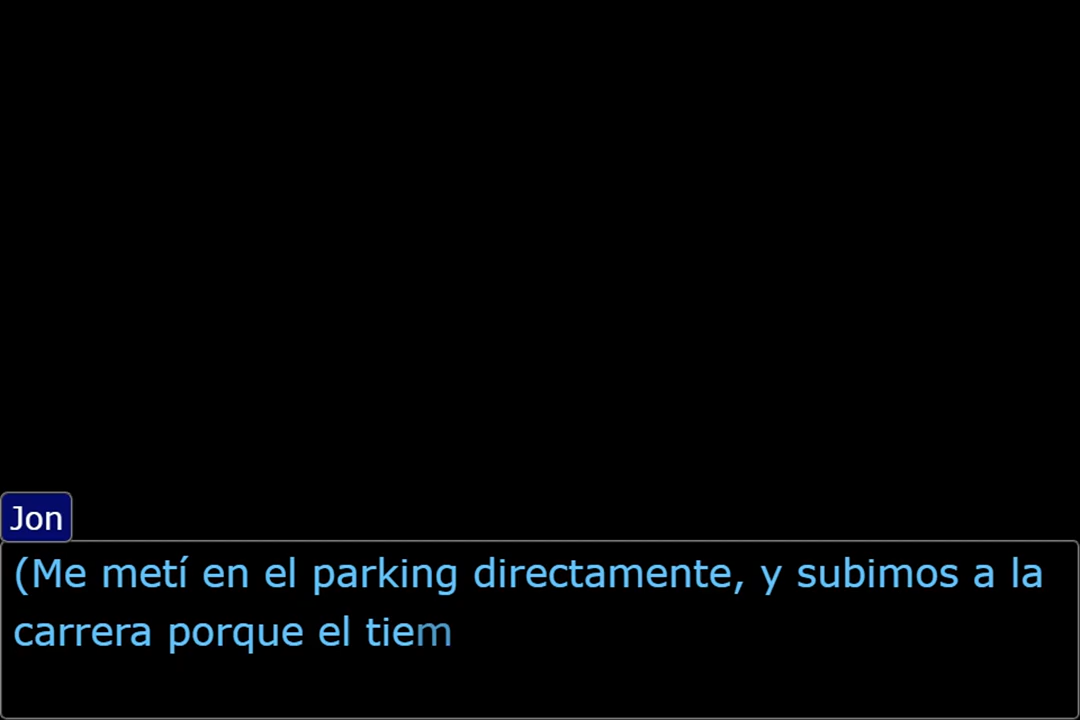 Jon
(Me metí en el parking directamente, y subimos a la
carrera porque el tiem